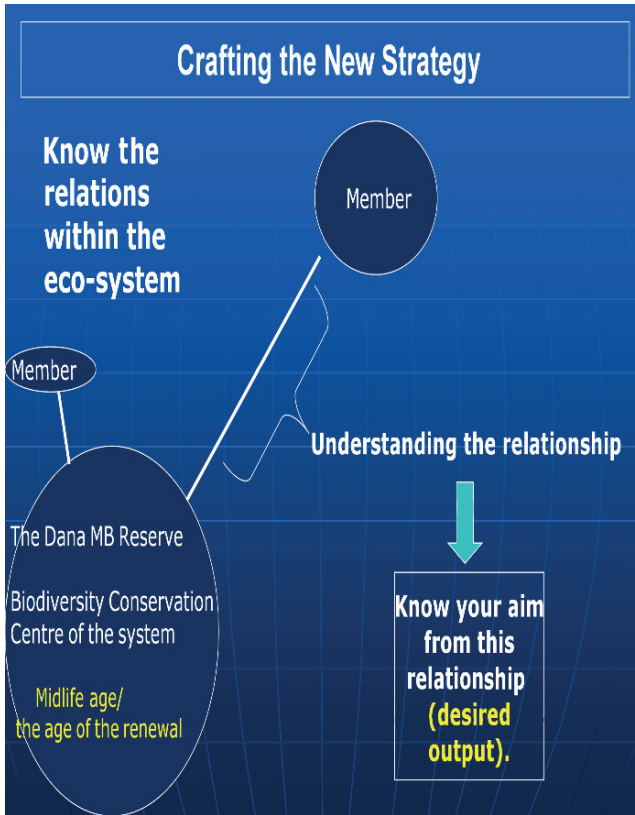 Crafting the New Strategy
Know the
relations
within the
eco-system
Member
Member
Understanding the relationship
The Dana MB Reserve
Biodiversity Conservation
Centre of the system
Midlife age/
the age of the renewal
Know your aim
from this
relationship
(desired
output).